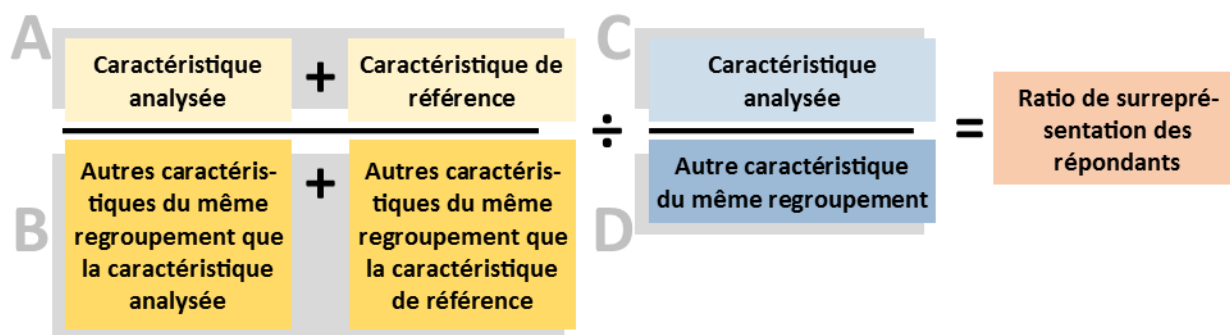 A
Caractéristique
analysée
+
Caractéristique de
référence
B
Autres caractéris-
tiques du même
regroupement que
la caractéristique
analysée
+
Autres caractéris-
tiques du même
regroupement que
la caractéristique
de référence
÷
C
Caractéristique
analysée
D
Autre caractéristique
du même regroupement
=
Ratio de surrepré-
sentation des
répondants